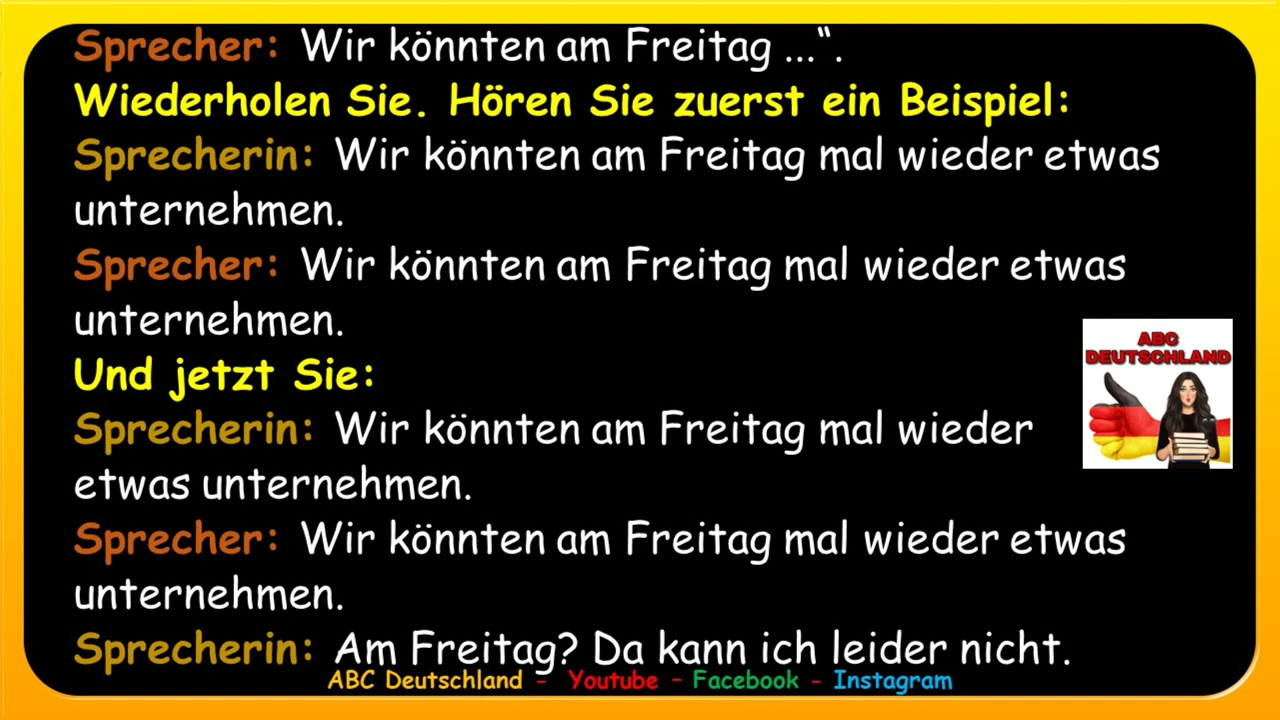 Sprecher: Wir könnten am Freitag ...“.
Wiederholen Sie. Hören Sie zuerst ein Beispiel:
Sprecherin: Wir könnten am Freitag mal wieder etwas
unternehmen.
Sprecher: Wir könnten am Freitag mal wieder etwas
unternehmen.
Und jetzt Sie:
ABC
DEUTSCHLAND
Sprecherin: Wir könnten am Freitag mal wieder
etwas unternehmen.
Sprecher: Wir könnten am Freitag mal wieder etwas
unternehmen.
Sprecherin: Am Freitag? Da kann ich leider nicht.
ABC Deutschland - Youtube - Facebook - Instagram